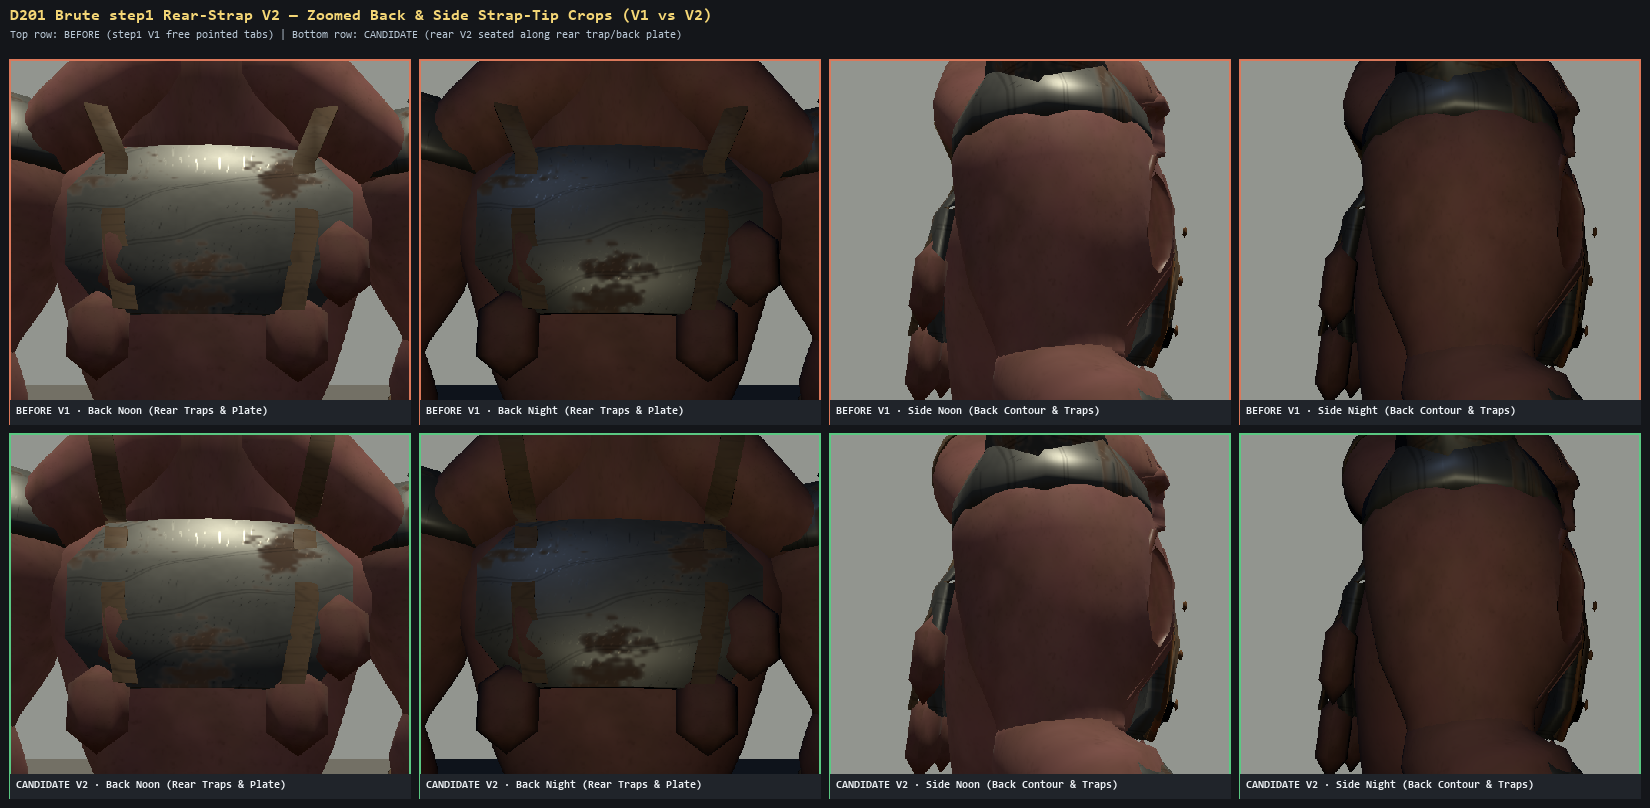 D201 Brute step1 Rear-Strap V2 — Zoomed Back & Side Strap-Tip Crops (V1 vs V2)
Top row: BEFORE (step1 V1 free pointed tabs) | Bottom row: CANDIDATE (rear V2 seated along rear trap/back plate)
BEFORE V1 · Back Noon (Rear Traps & Plate)
BEFORE V1 · Back Night (Rear Traps & Plate)
BEFORE V1 · Side Noon (Back Contour & Traps)
BEFORE V1 · Side Night (Back Contour & Traps)
CANDIDATE V2 · Back Noon (Rear Traps & Plate)
CANDIDATE V2 · Back Night (Rear Traps & Plate)
CANDIDATE V2 · Side Noon (Back Contour & Traps)
CANDIDATE V2 · Side Night (Back Contour & Traps)